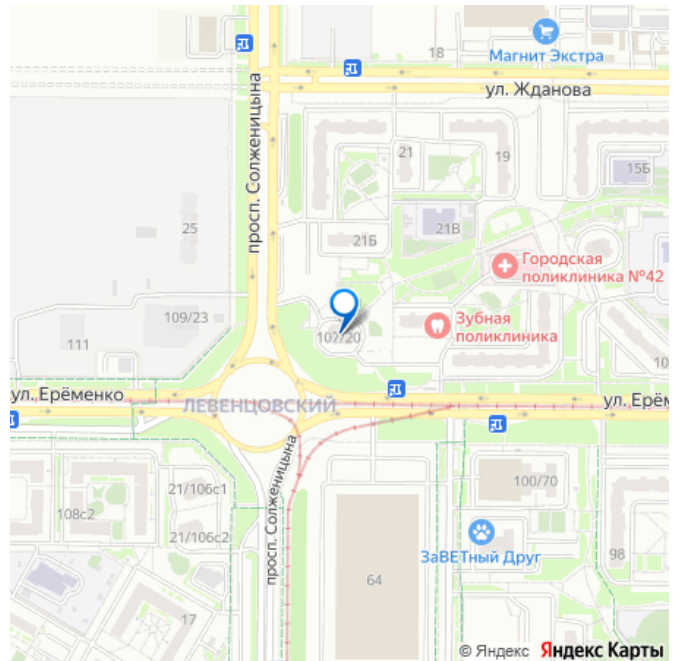 18
Магнит Экстра
ул. Жданова
просп. Солженицына
21
19
15Б
25
21Б
21В
Городская
поликлиника №42
109/23
107/20
Зубная
поликлиника
111
10
ул. Ерёменко
ЛЕВЕНЦОВСКИЙ
ул. Ерём
просп. Солженицына
21/106с1
100/70
108с2
21/106с2
ЗаВЕТный Друг
98
64
17
© Яндекс Яндекс Карты